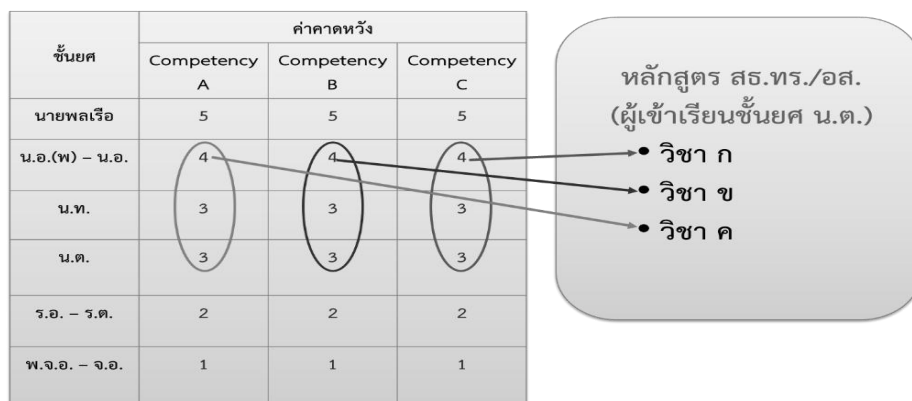 ชั้นยศ
ค่าคาดหวัง
Competency A
Competency B
Competency C
นายพลเรือ 5 5 5
น.อ.(พ) – น.อ. 4 4 4
น.ท. 3 3 3
น.ต. 3 3 3
ร.อ. – ร.ต. 2 2 2
พ.จ.อ. – จ.อ. 1 1 1
หลักสูตร สธ.ทร./อส.
(ผู้เข้าเรียนชั้นยศ น.ต.)
• วิชา ก
• วิชา ข
• วิชา ค